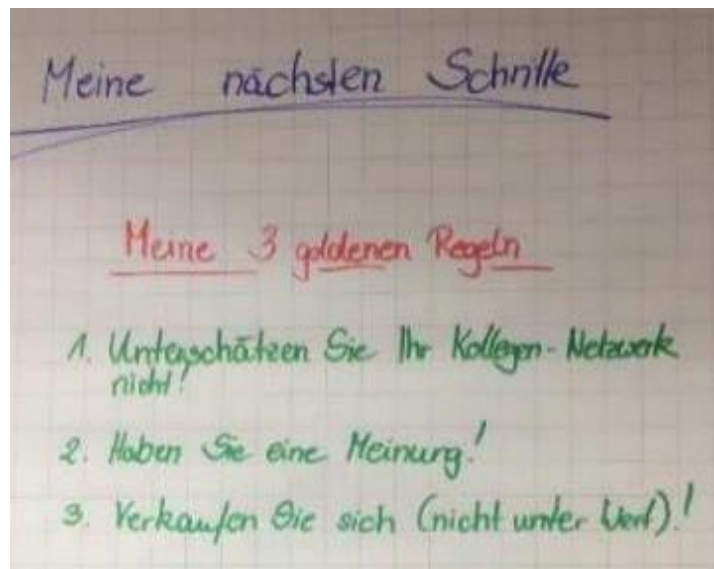 Meine nächsten Schritte
Meine 3 goldenen Regeln
1. Unterschätzen Sie Ihr Kollegen-Netzwerk
nicht!
2. Haben Sie eine Meinung!
3. Verkaufen Sie sich (nicht unter Wert)!